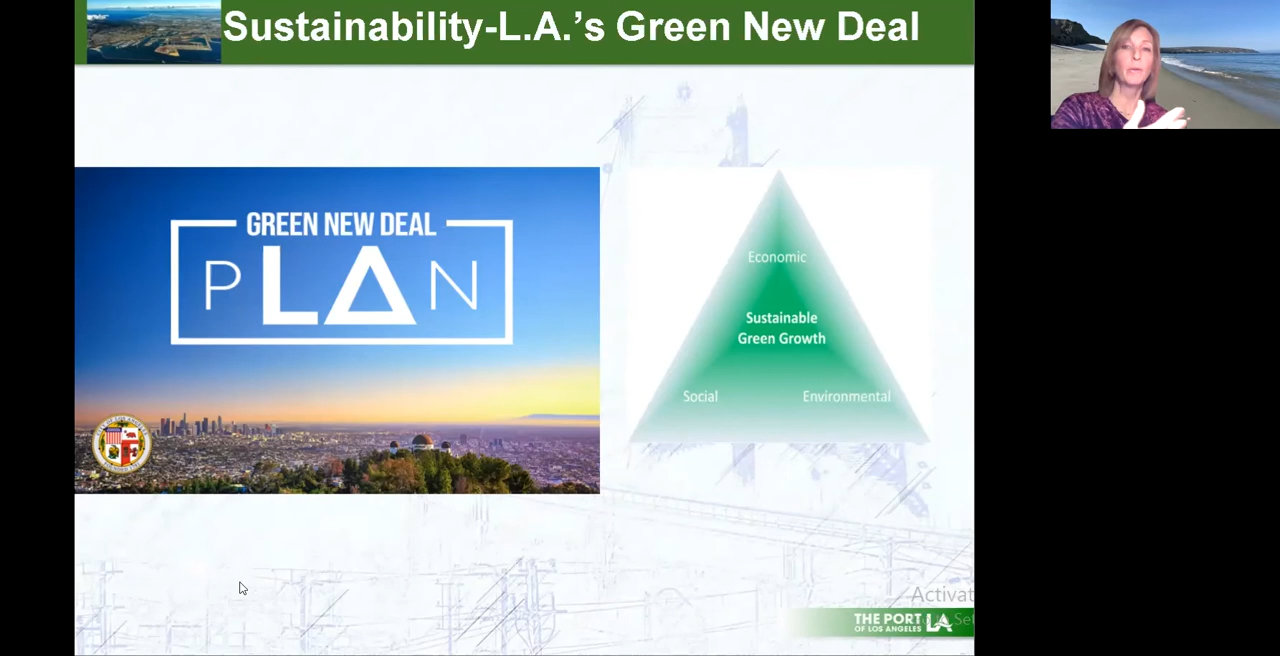 Sustainability-L.A.’s Green New Deal
GREEN NEW DEAL
PLAN
Economic
Sustainable
Green Growth
Social
Environmental
Activat
THE PORT
OF LOS ANGELES
LA